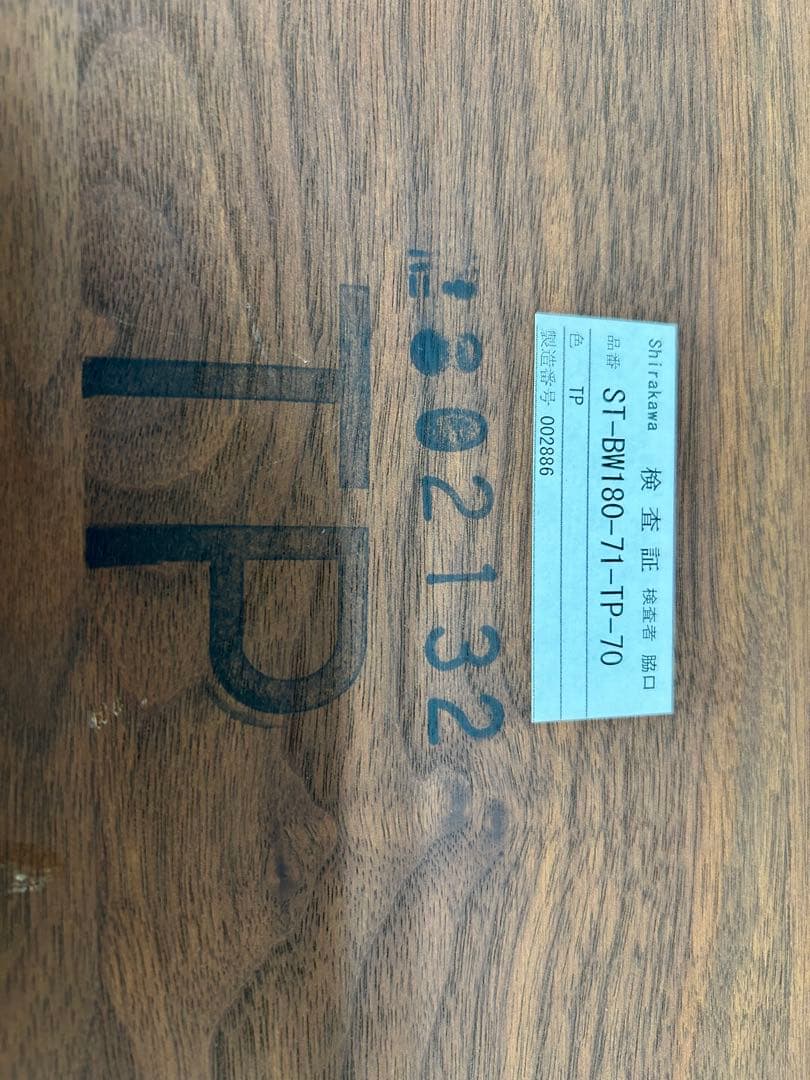 Shirakawa 検査証 検査者 脇口
品番 ST-BW180-71-TP-70
色 TP
製造番号 002886
802132
TP